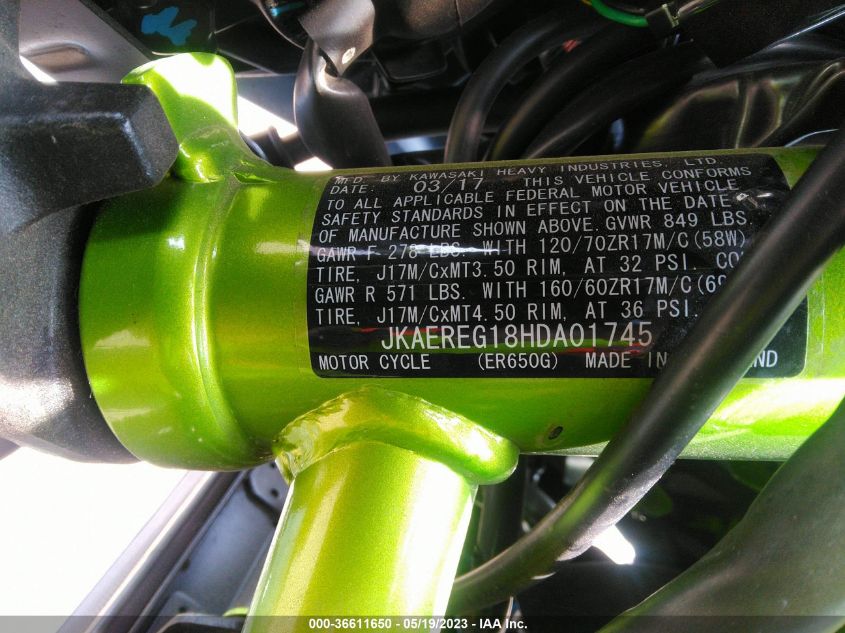 MFD. BY KAWASAKI HEAVY INDUSTRIES, LTD.
DATE: 03/17 THIS VEHICLE CONFORMS
TO ALL APPLICABLE FEDERAL MOTOR VEHICLE
SAFETY STANDARDS IN EFFECT ON THE DATE
OF MANUFACTURE SHOWN ABOVE. GVWR 849 LBS.
GAWR F 278 LBS. WITH 120/70ZR17M/C(58W)
TIRE, J17M/CxMT3.50 RIM, AT 32 PSI.
GAWR R 571 LBS. WITH 160/60ZR17M/C
TIRE, J17M/CxMT4.50 RIM, AT 36 PSI.
JKAEREG18HDA01745
MOTOR CYCLE (ER650G) MADE IN
000-36611650 - 05/19/2023 - IAA Inc.